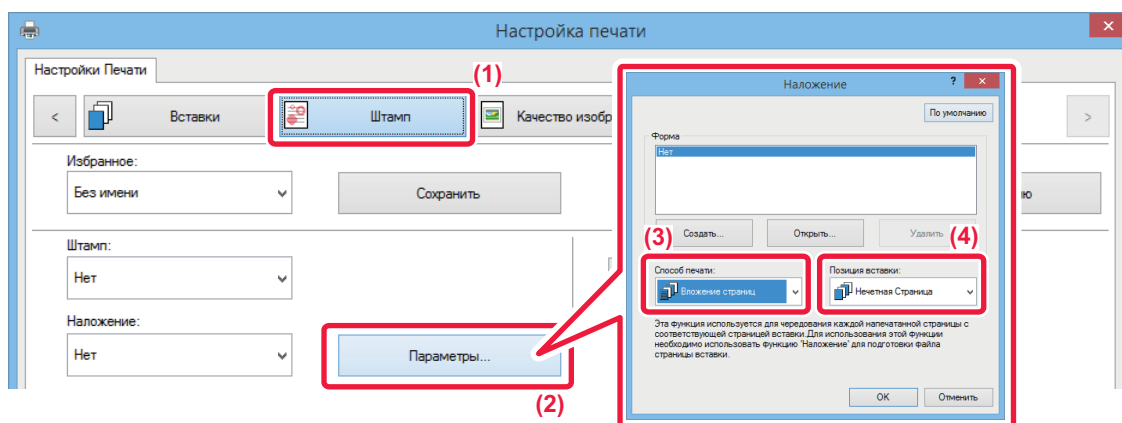 Настройка печати
Настройки Печати
(1)
<
Вставки
Штамп
Качество изобр
>
Избранное:
Без имени
Сохранить
ю
Штамп:
Нет
Наложение:
Нет
Параметры...
(2)
Наложение
?
По умолчанию
Форма
Нет
Создать...
Открыть...
Удалить
(3)
(4)
Способ печати:
Позиция вставки:
Вложение страниц
Нечетная Страница
Эта функция используется для чередования каждой напечатанной страницы с
соответствующей страницей вставки.Для использования этой функции
необходимо использовать функцию 'Наложение' для подготовки файла
страницы вставки.
OK
Отменить